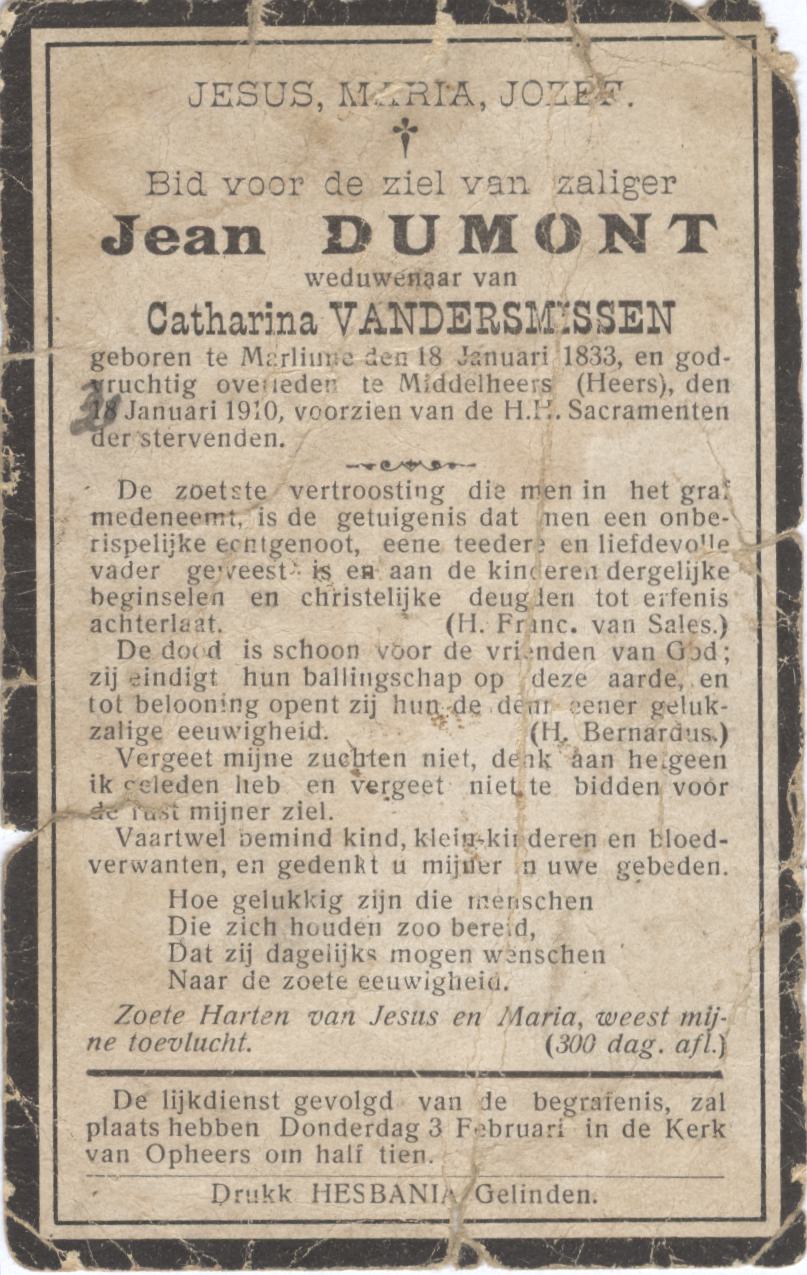 JESUS, MARIA, JOZEF.
Bid voor de ziel van zaliger
Jean DUMONT
weduwenaar van
Catharina VANDERSMISSEN
geboren te Marlinne den 18 Januari 1833, en god-
vruchtig overleden te Middelheers (Heers), den
18 Januari 1910, voorzien van de H.H. Sacramenten
der stervenden.
De zoetste vertroosting die men in het graf
medeneemt, is de getuigenis dat men een onbe-
rispelijke echtgenoot, eene teedere en liefdevolle
vader geweest is en aan de kinderen dergelijke
beginselen en christelijke deugden tot erfenis
achterlaat. (H. Franc. van Sales.)
De dood is schoon voor de vrienden van God;
zij eindigt hun ballingschap op deze aarde, en
tot belooning opent zij hun de deur eener geluk-
zalige eeuwigheid. (H. Bernardus.)
Vergeet mijne zuchten niet, denk aan hetgeen
ik geleden heb en vergeet niet te bidden voor
de rust mijner ziel.
Vaartwel bemind kind, klein-kinderen en bloed-
verwanten, en gedenkt u mijner in uwe gebeden.
Hoe gelukkig zijn die menschen
Die zich houden zoo bereid,
Dat zij dagelijks mogen wenschen
Naar de zoete eeuwigheid.
Zoete Harten van Jesus en Maria, weest mij-
ne toevlucht. (300 dag. afl.)
De lijkdienst gevolgd van de begrafenis, zal
plaats hebben Donderdag 3 Februari in de Kerk
van Opheers om half tien.
Drukk HESBANIA Gelinden.